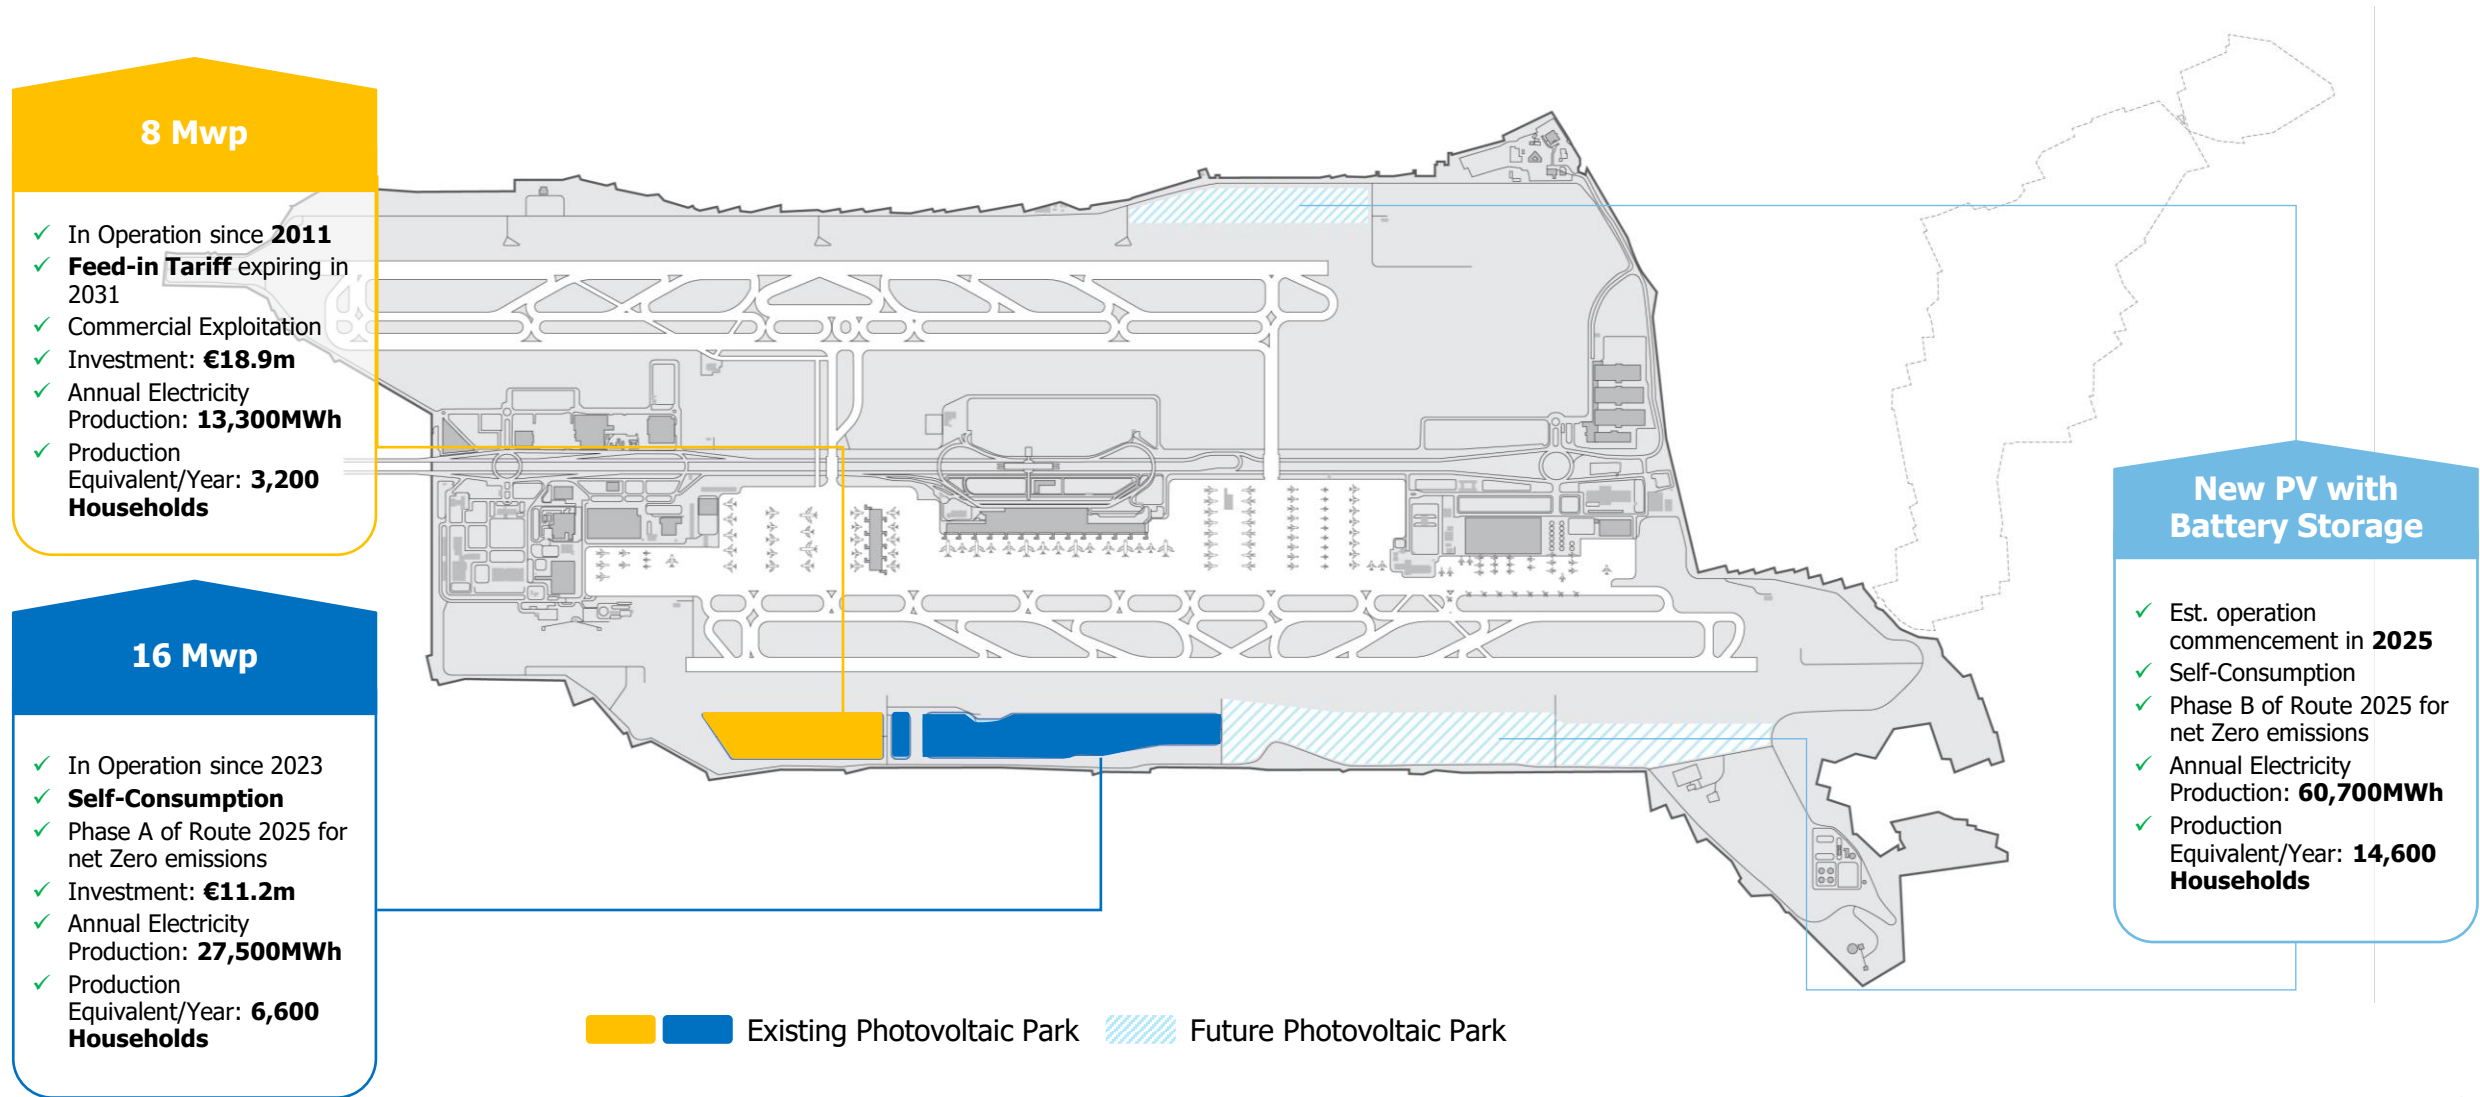 8 Mwp
In Operation since 2011
Feed-in Tariff expiring in
2031
Commercial Exploitation
Investment: €18.9m
Annual Electricity
Production: 13,300MWh
Production
Equivalent/Year: 3,200
Households
16 Mwp
In Operation since 2023
Self-Consumption
Phase A of Route 2025 for
net Zero emissions
Investment: €11.2m
Annual Electricity
Production: 27,500MWh
Production
Equivalent/Year: 6,600
Households
New PV with
Battery Storage
Est. operation
commencement in 2025
Self-Consumption
Phase B of Route 2025 for
net Zero emissions
Annual Electricity
Production: 60,700MWh
Production
Equivalent/Year: 14,600
Households
Existing Photovoltaic Park
Future Photovoltaic Park